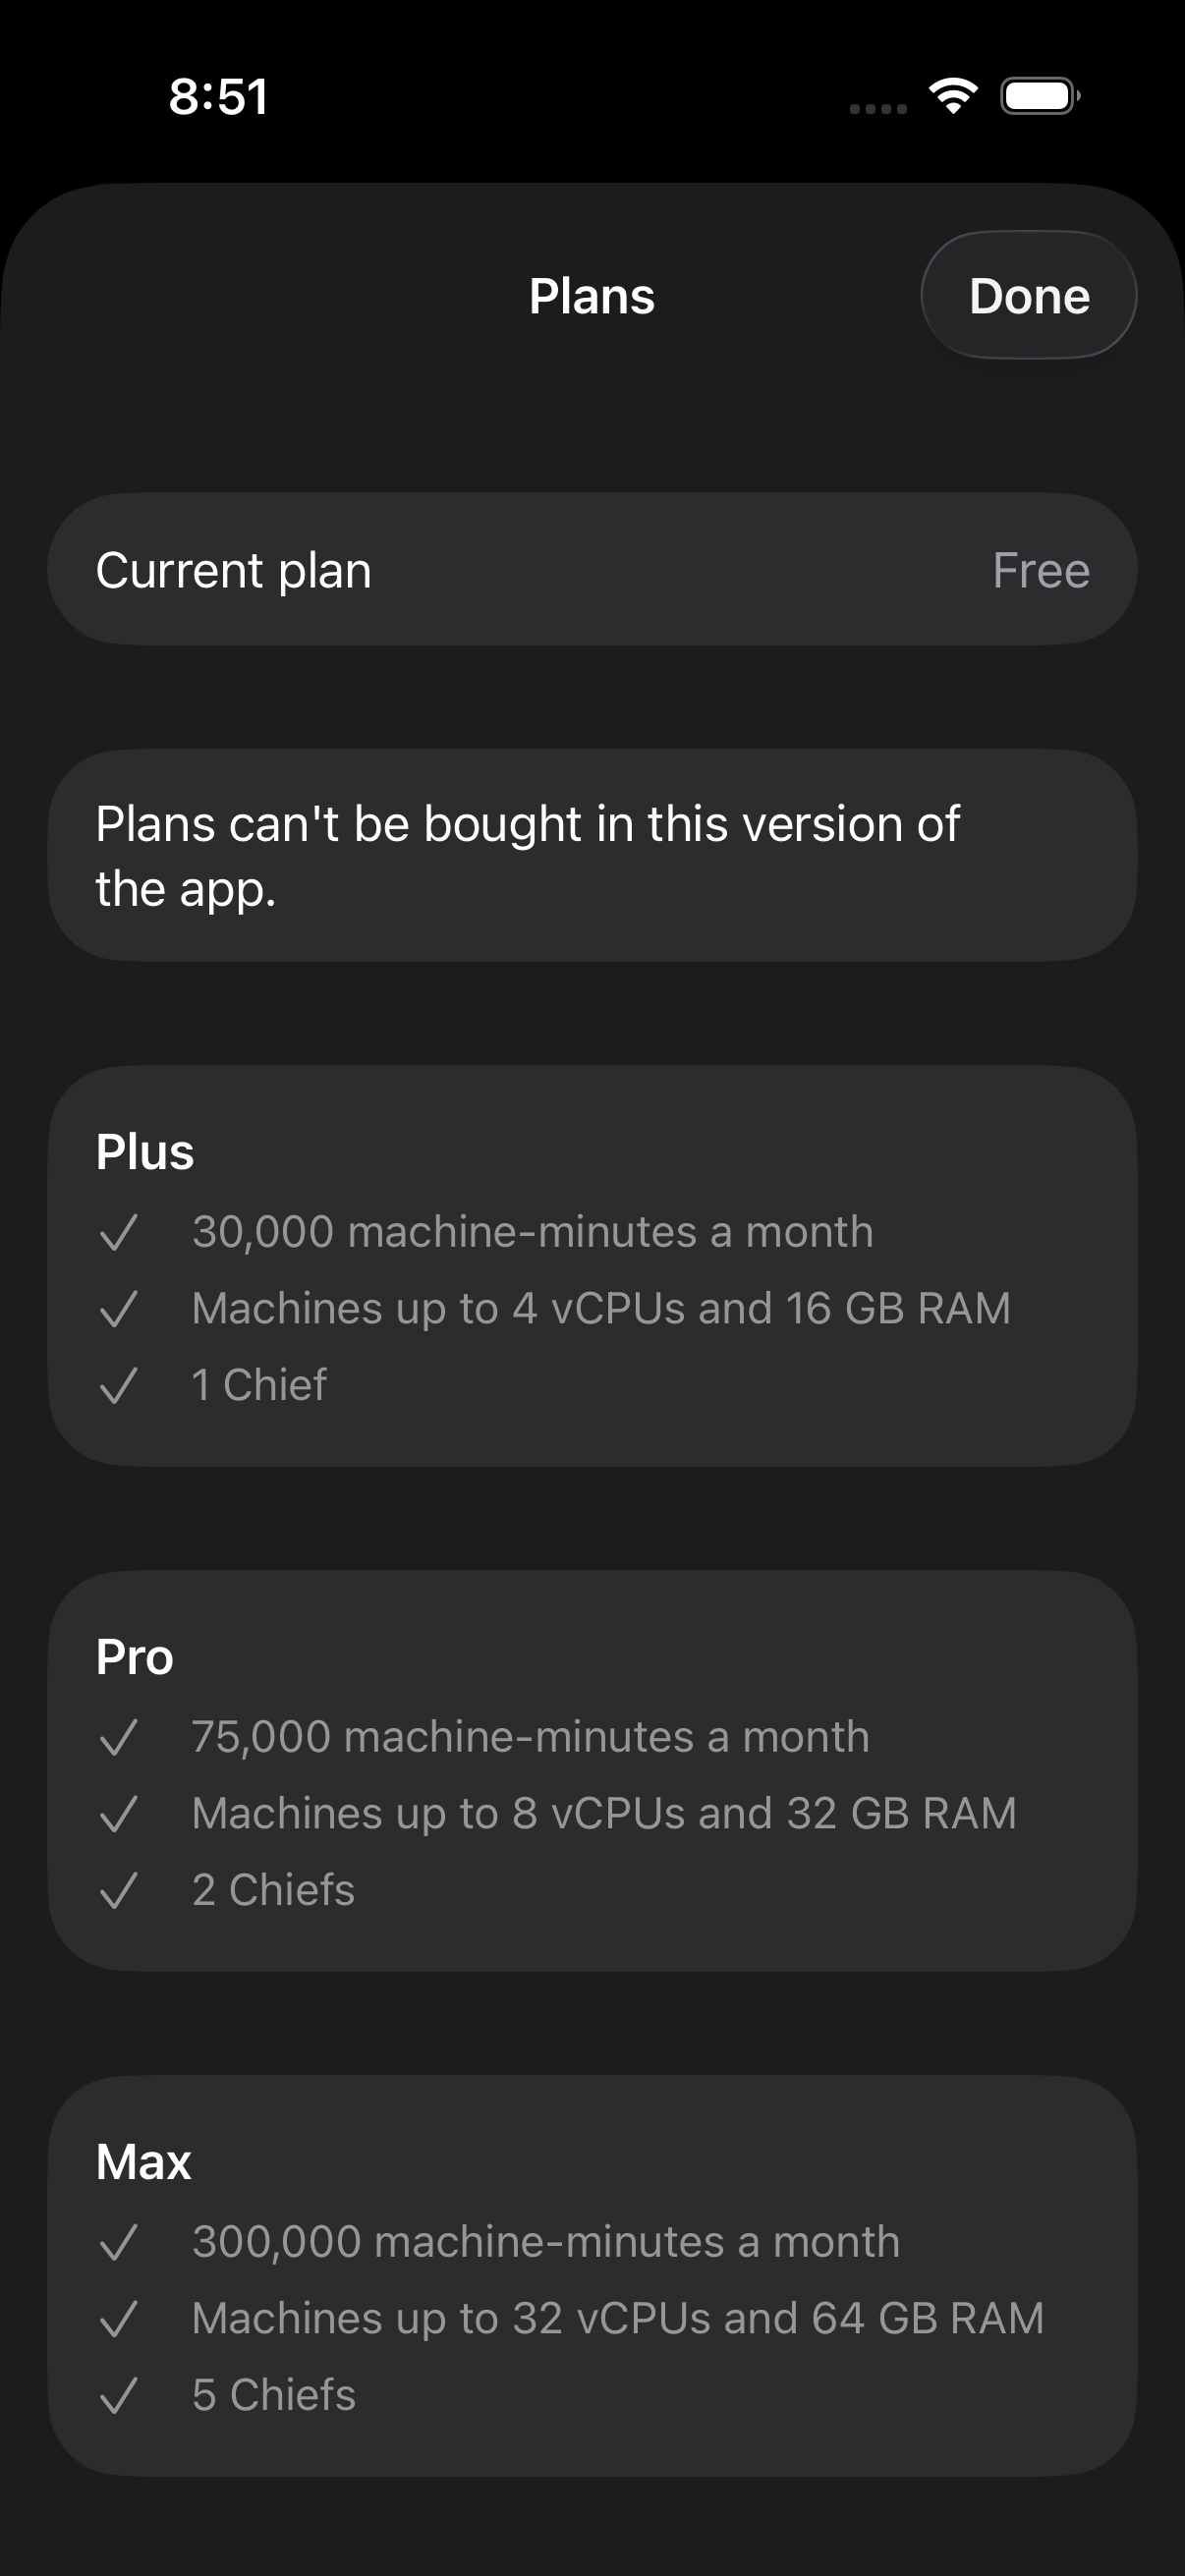 8:51
Plans
Done
Current plan
Free
Plans can't be bought in this version of
the app.
Plus
30,000 machine-minutes a month
Machines up to 4 vCPUs and 16 GB RAM
1 Chief
Pro
75,000 machine-minutes a month
Machines up to 8 vCPUs and 32 GB RAM
2 Chiefs
Max
300,000 machine-minutes a month
Machines up to 32 vCPUs and 64 GB RAM
5 Chiefs